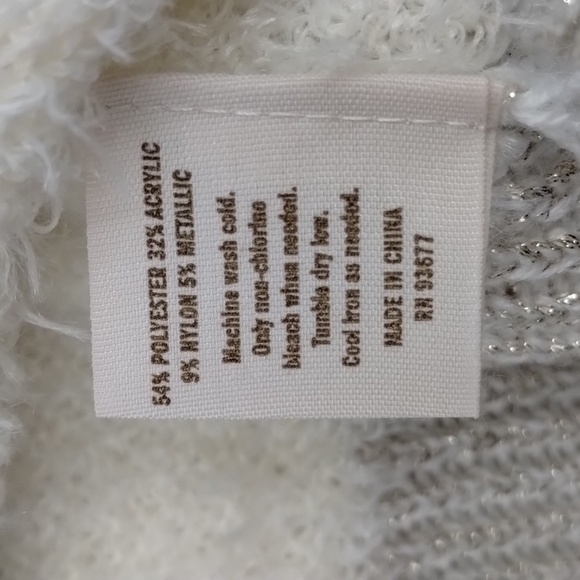 54% POLYESTER 32% ACRYLIC
9% NYLON 5% METALLIC
Machine wash cold.
Only non-chlorine
bleach when needed.
Tumble dry low.
Cool iron as needed.
MADE IN CHINA
RN 93677